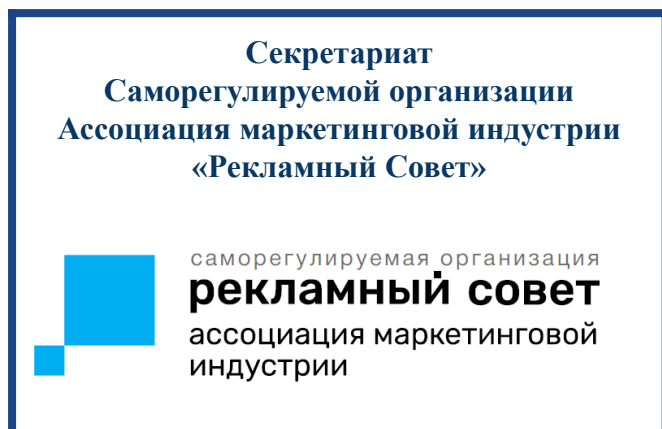 Секретариат
Саморегулируемой организации
Ассоциация маркетинговой индустрии
«Рекламный Совет»
саморегулируемая организация
рекламный совет
ассоциация маркетинговой
индустрии